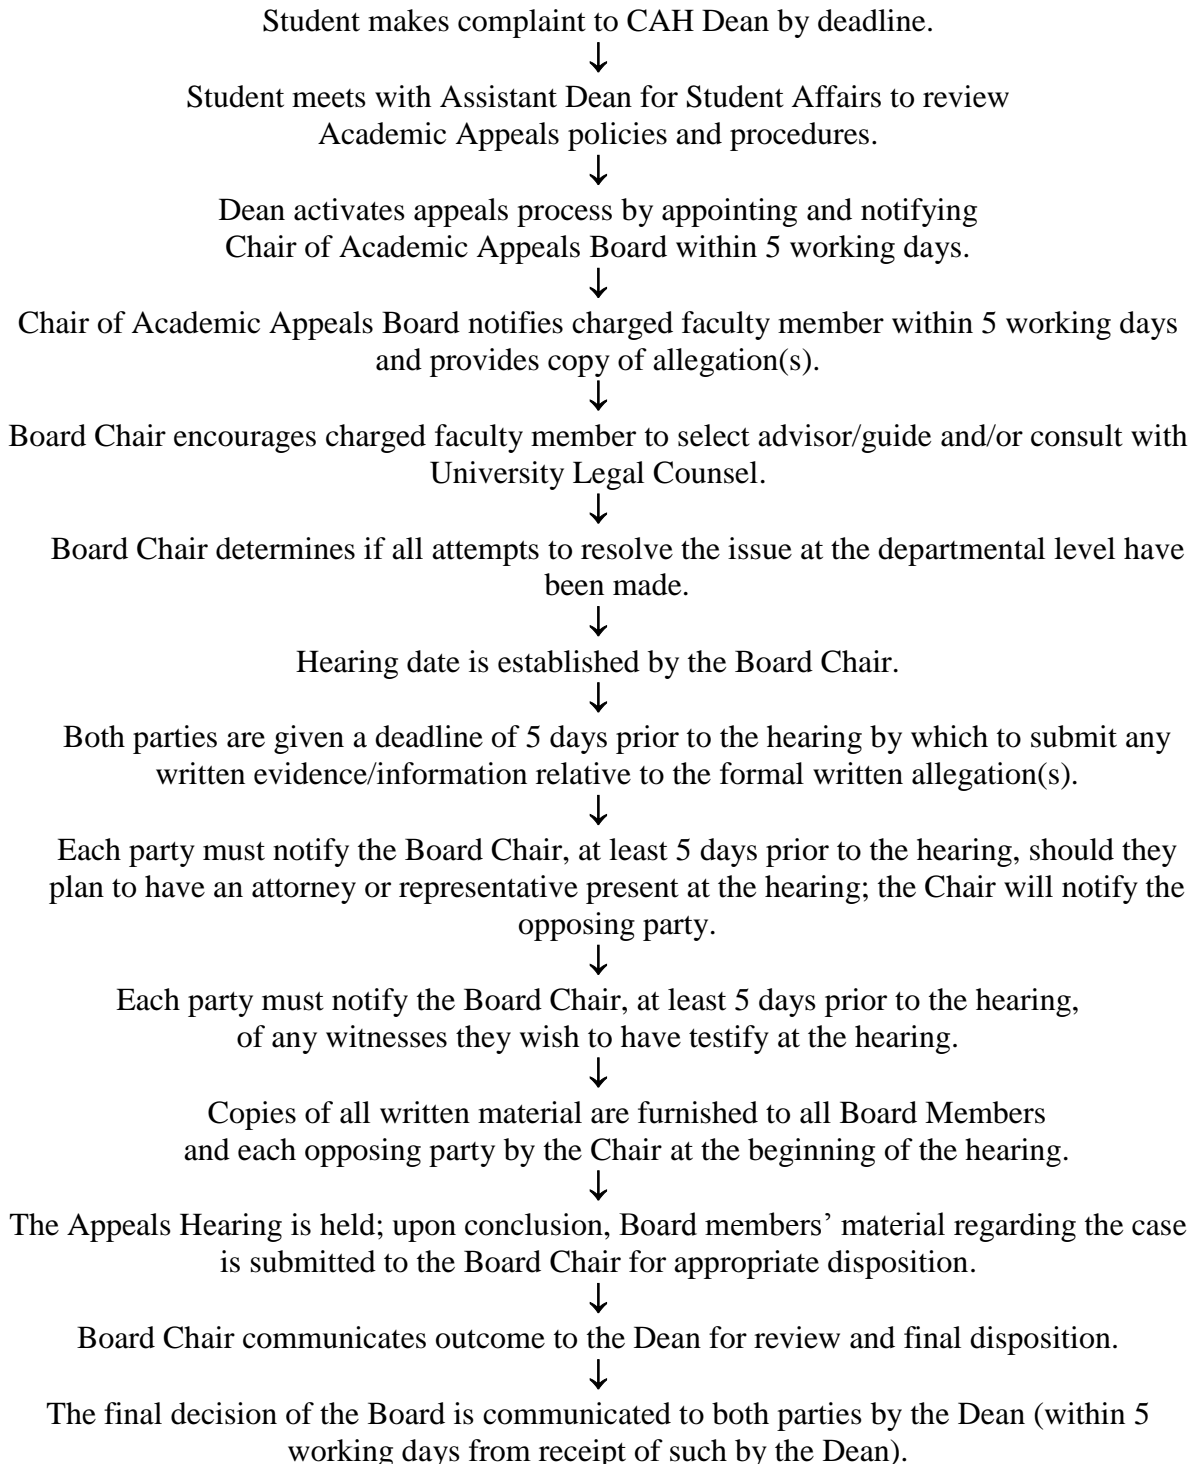 Student makes complaint to CAH Dean by deadline.
↓
Student meets with Assistant Dean for Student Affairs to review
Academic Appeals policies and procedures.
↓
Dean activates appeals process by appointing and notifying
Chair of Academic Appeals Board within 5 working days.
↓
Chair of Academic Appeals Board notifies charged faculty member within 5 working days
and provides copy of allegation(s).
↓
Board Chair encourages charged faculty member to select advisor/guide and/or consult with
University Legal Counsel.
↓
Board Chair determines if all attempts to resolve the issue at the departmental level have
been made.
↓
Hearing date is established by the Board Chair.
↓
Both parties are given a deadline of 5 days prior to the hearing by which to submit any
written evidence/information relative to the formal written allegation(s).
↓
Each party must notify the Board Chair, at least 5 days prior to the hearing, should they
plan to have an attorney or representative present at the hearing; the Chair will notify the
opposing party.
↓
Each party must notify the Board Chair, at least 5 days prior to the hearing,
of any witnesses they wish to have testify at the hearing.
↓
Copies of all written material are furnished to all Board Members
and each opposing party by the Chair at the beginning of the hearing.
↓
The Appeals Hearing is held; upon conclusion, Board members’ material regarding the case
is submitted to the Board Chair for appropriate disposition.
↓
Board Chair communicates outcome to the Dean for review and final disposition.
↓
The final decision of the Board is communicated to both parties by the Dean (within 5
working days from receipt of such by the Dean).